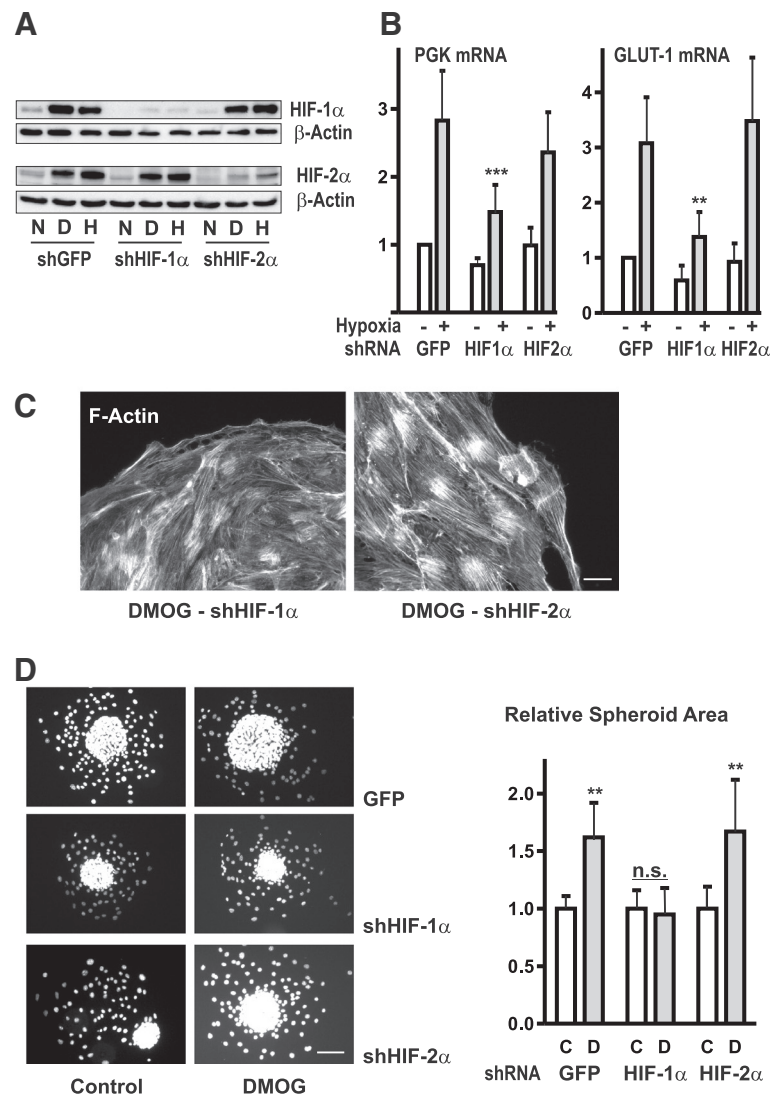 A
HIF-1α
β-Actin
HIF-2α
β-Actin
N D H N D H N D H
shGFP shHIF-1α shHIF-2α
B
PGK mRNA
3
2
1
GLUT-1 mRNA
4
3
2
1
0
***
**
Hypoxia - + - + - + - + - + - +
shRNA GFP HIF1α HIF2α GFP HIF1α HIF2α
C
F-Actin
DMOG - shHIF-1α DMOG - shHIF-2α
D
GFP
shHIF-1α
shHIF-2α
Control DMOG
Relative Spheroid Area
2.0
1.5
1.0
0.5
0.0
**
n.s.
**
C D C D C D
shRNA GFP HIF-1α HIF-2α